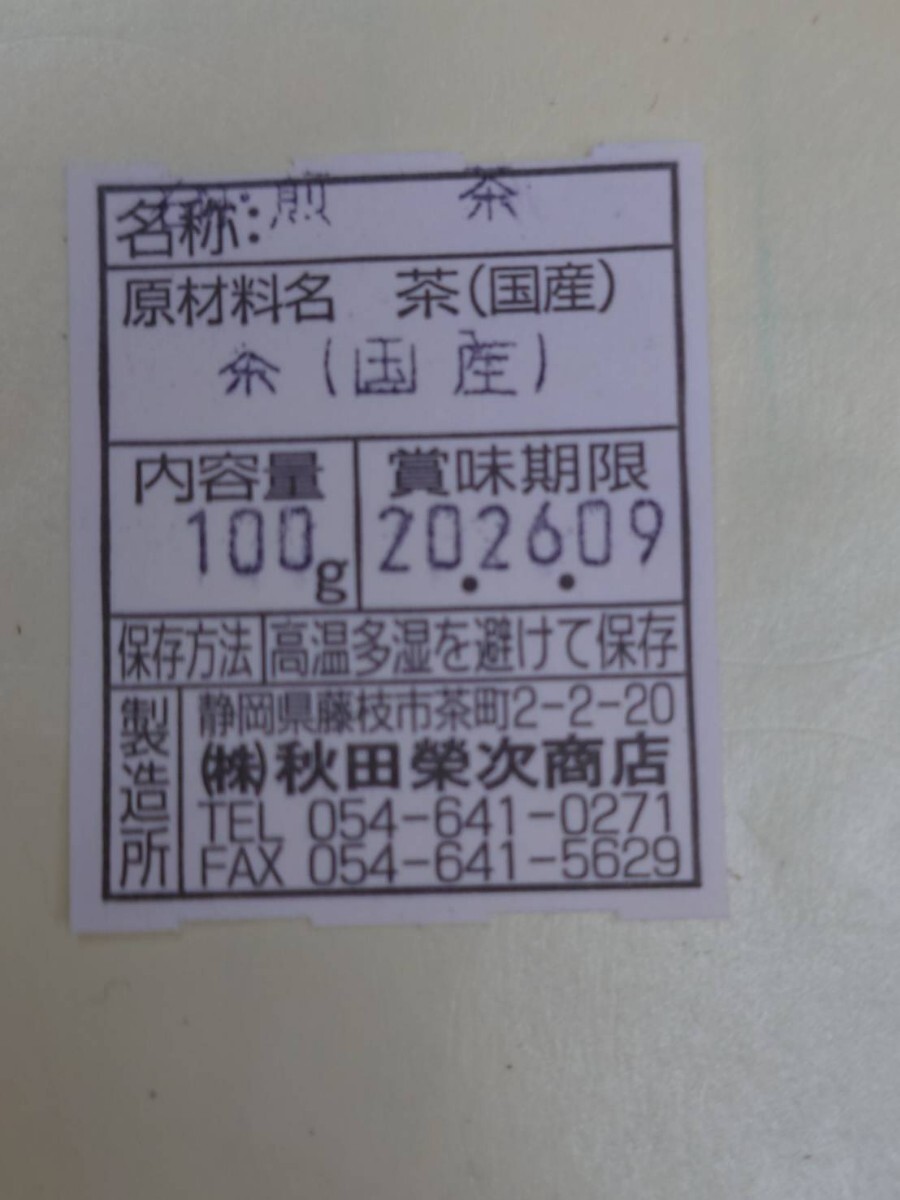 名称: 煎 茶
原材料名 茶(国産)
茶(国産)
内容量
100g
賞味期限
2026.09
保存方法 高温多湿を避けて保存
製造所
静岡県藤枝市茶町2-2-20
㈱秋田榮次商店
TEL 054-641-0271
FAX 054-641-5629